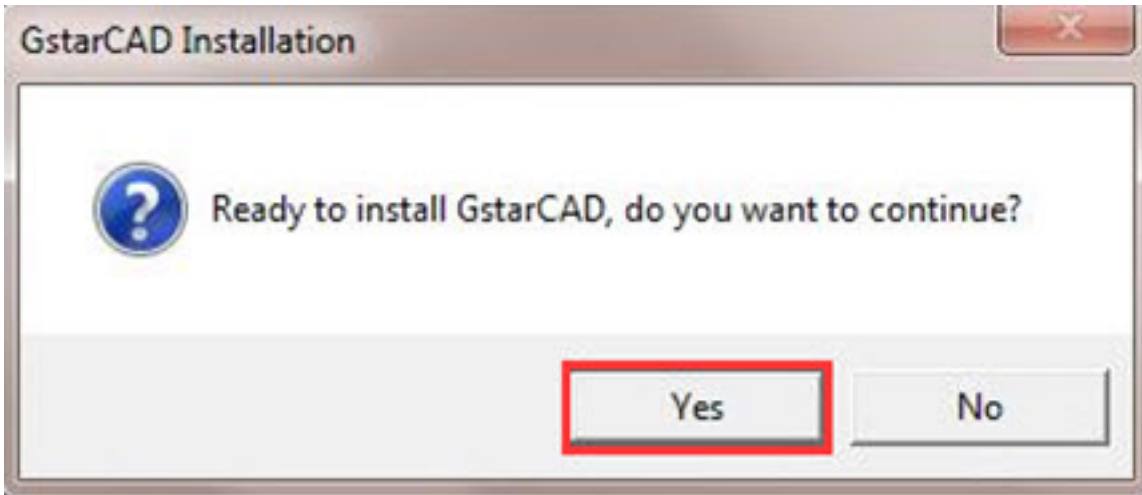 GstarCAD Installation
Ready to install GstarCAD, do you want to continue?
Yes
No